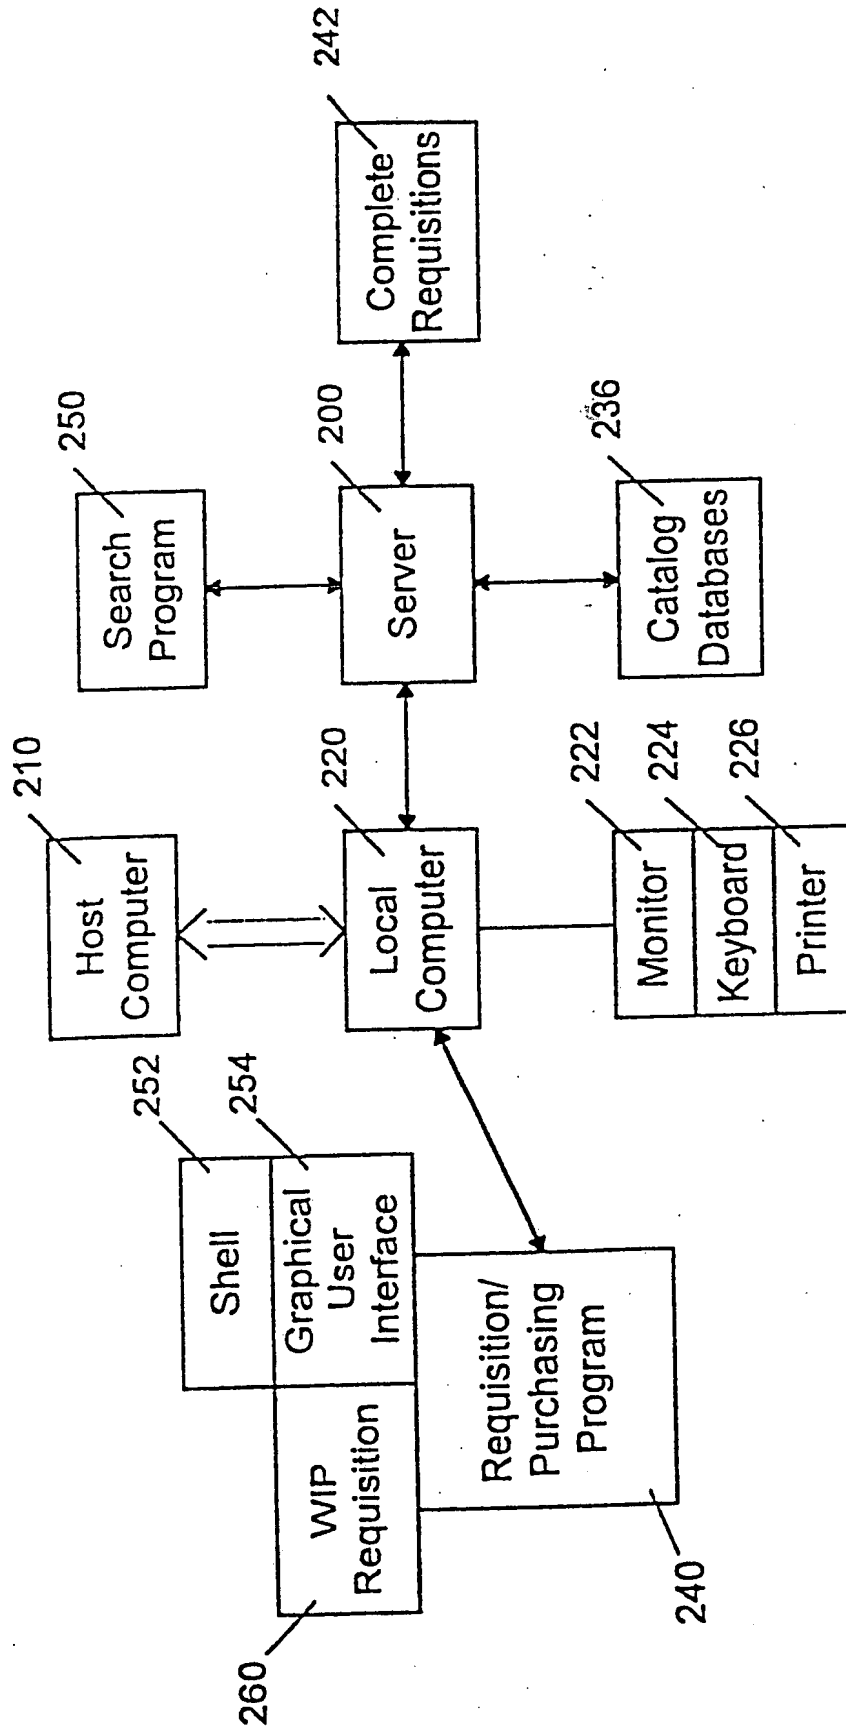 210
Host
Computer
250
Search
Program
252
Shell
254
Graphical
User
Interface
260
WIP
Requisition
220
Local
Computer
200
Server
242
Complete
Requisitions
Requisition/
Purchasing
Program
240
222
Monitor
224
Keyboard
226
Printer
236
Catalog
Databases